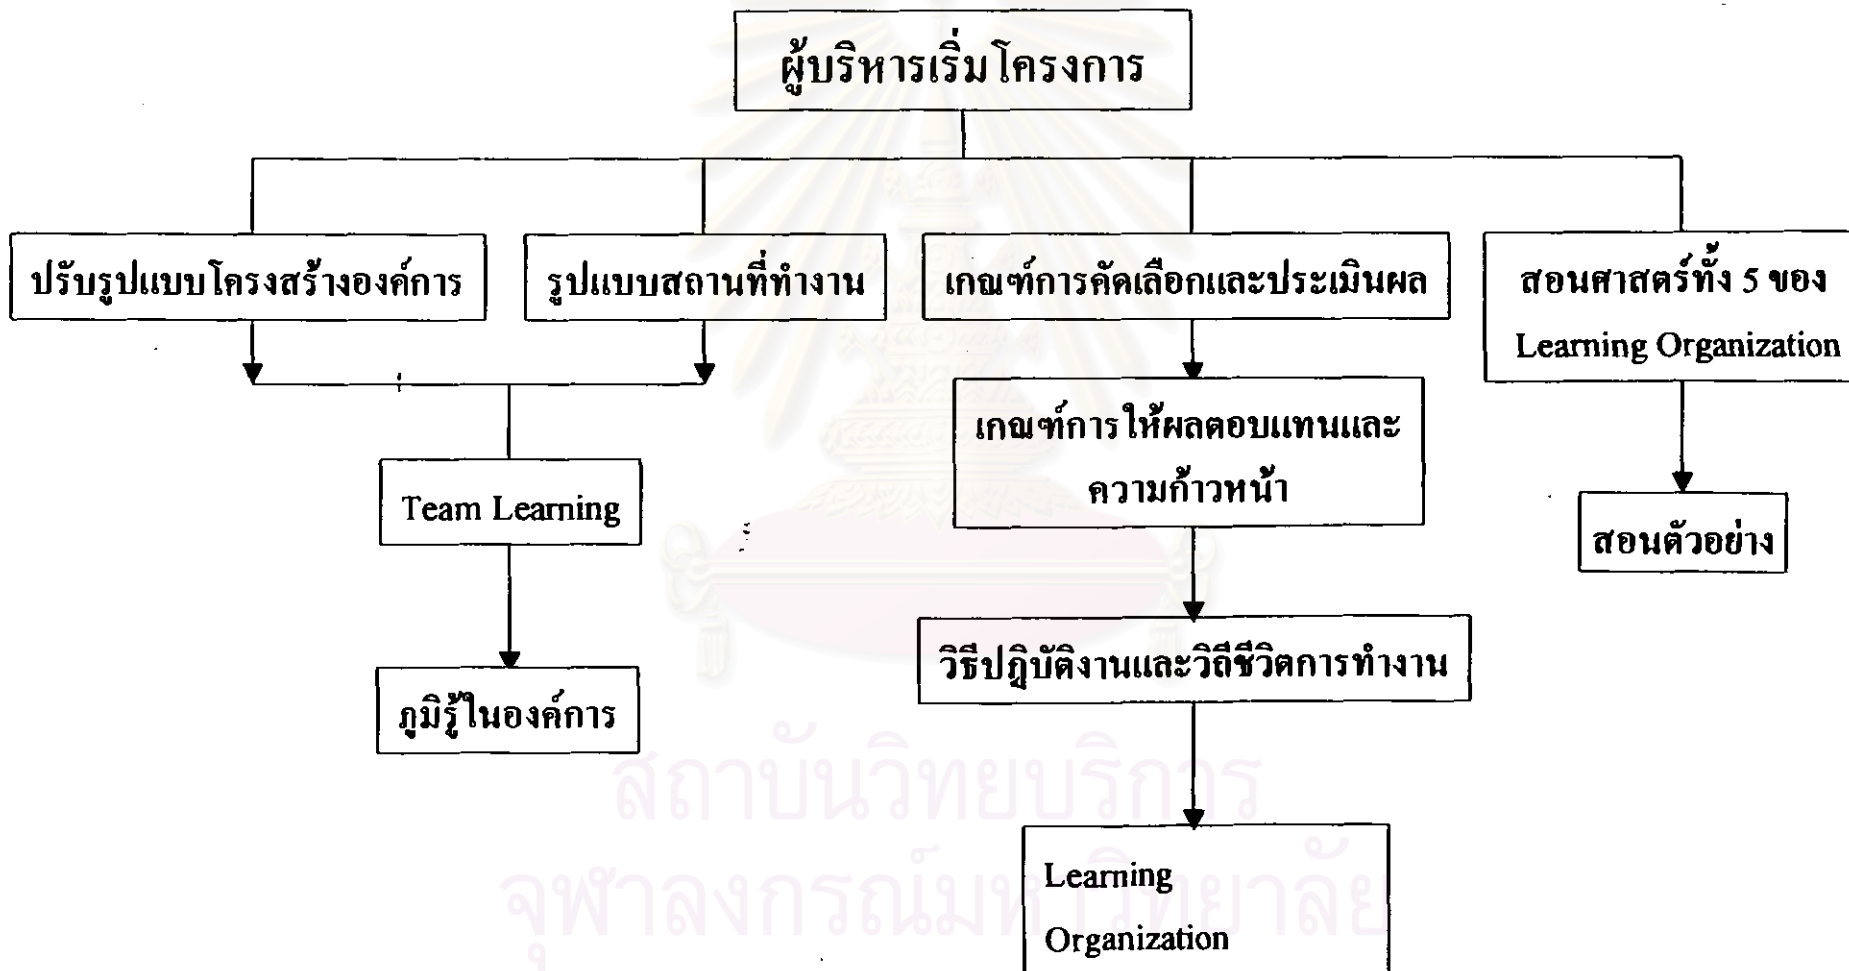 ผู้บริหารเริ่มโครงการ
ปรับรูปแบบโครงสร้างองค์การ
รูปแบบสถานที่ทำงาน
เกณฑ์การคัดเลือกและประเมินผล
สอนศาสตร์ทั้ง 5 ของ
Learning Organization
เกณฑ์การให้ผลตอบแทนและ
ความก้าวหน้า
Team Learning
สอนตัวอย่าง
วิธีปฎิบัติงานและวิถีชีวิตการทำงาน
ภูมิรู้ในองค์การ
Learning
Organization
สถาบันวิทยบริการ
จุฬาลงกรณ์มหาวิทยาลัย